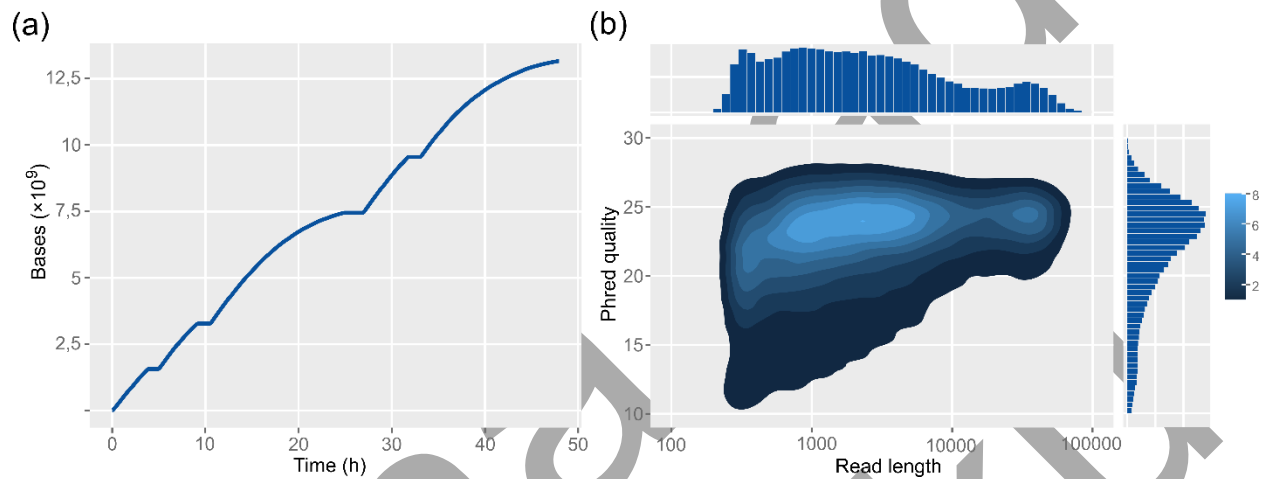 (a)
Bases (×10⁹)
12,5
10
7,5
5
2,5
0 10 20 30 40 50
Time (h)
(b)
Phred quality
30
25
20
15
10
100 1000 10000 100000
Read length
8
6
4
2